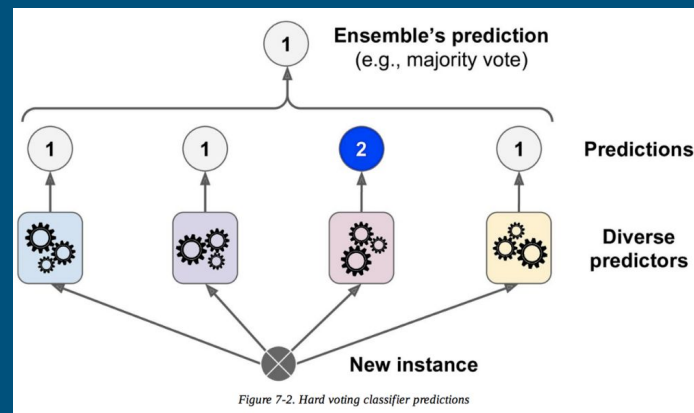 1
Ensemble's prediction
(e.g., majority vote)
1 1 2 1 Predictions
Diverse
predictors
New instance
Figure 7-2. Hard voting classifier predictions